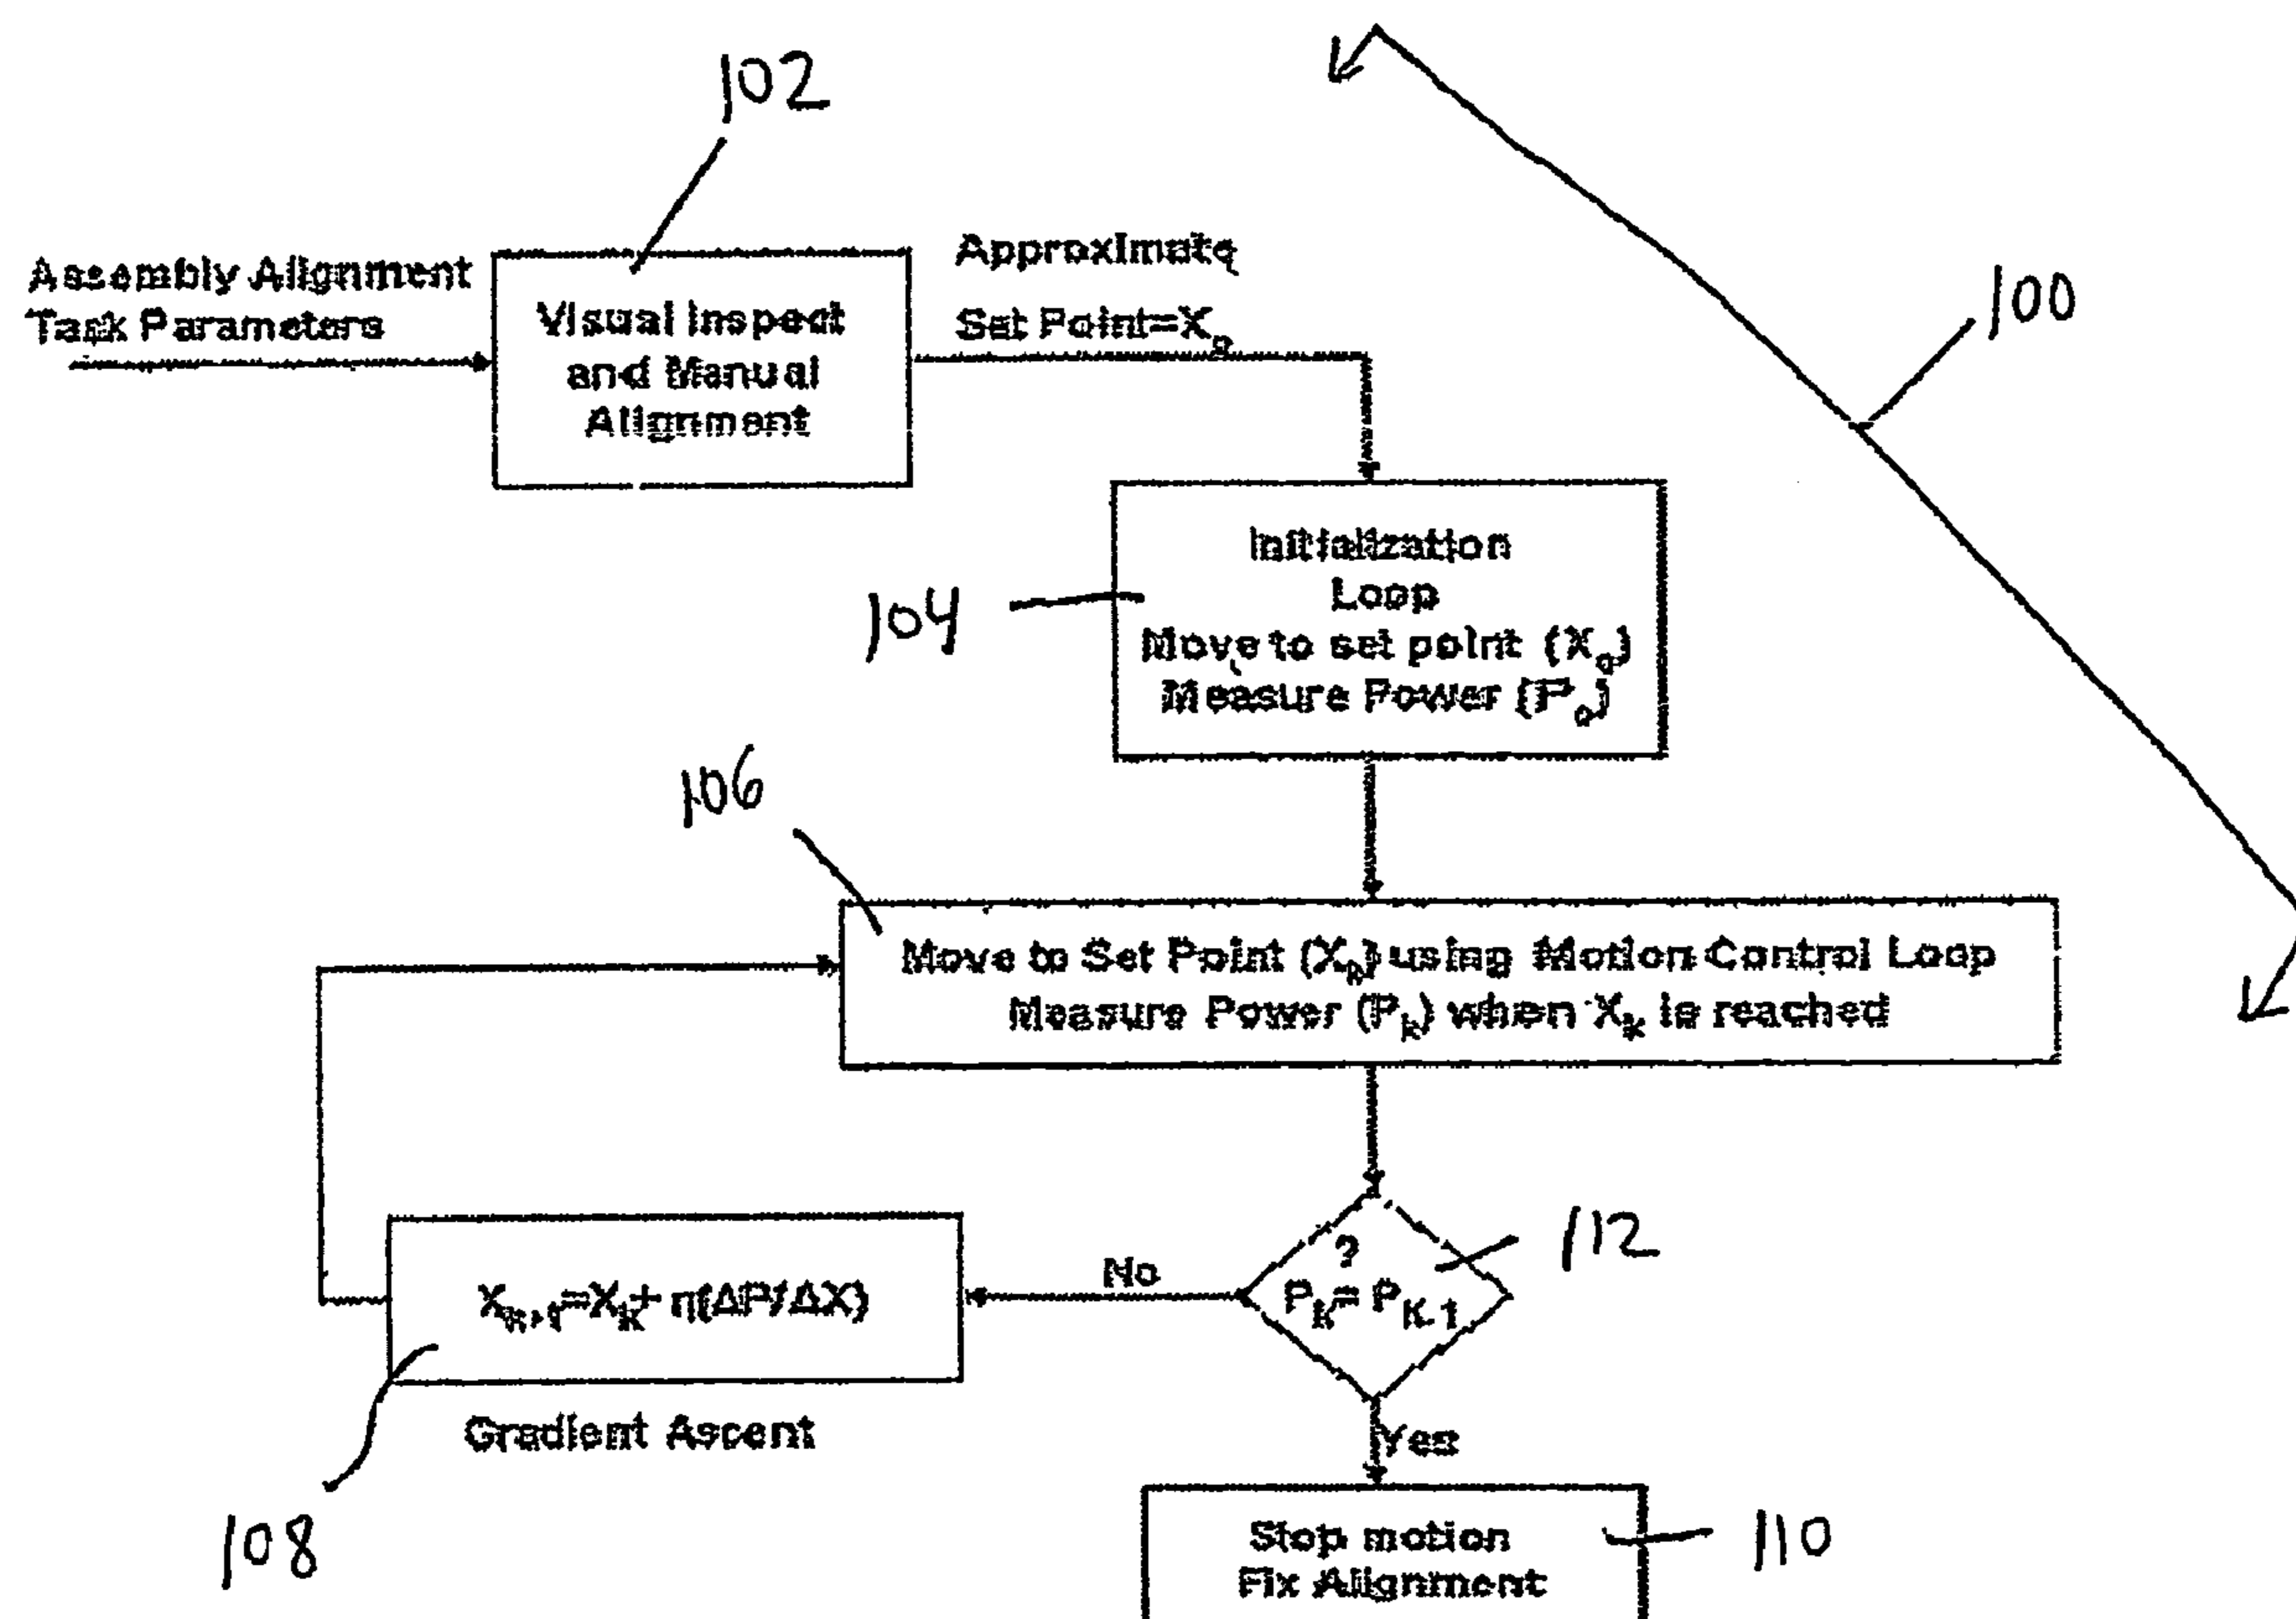 102
Assembly Alignment
Task Parameters
Visual Inspect
and Manual
Alignment
Approximate
Set Point=X₀
100
104
Initialization
Loop
Move to set point (X₀)
Measure Power (P₀)
106
Move to Set Point (Xₖ) using Motion Control Loop
Measure Power (Pₖ) when Xₖ is reached
112
?
Pₖ= P_K-1
No
X_k+1=Xₖ+ η(ΔP/ΔX)
Gradient Ascent
Yes
108
Stop motion
Fix Alignment
110